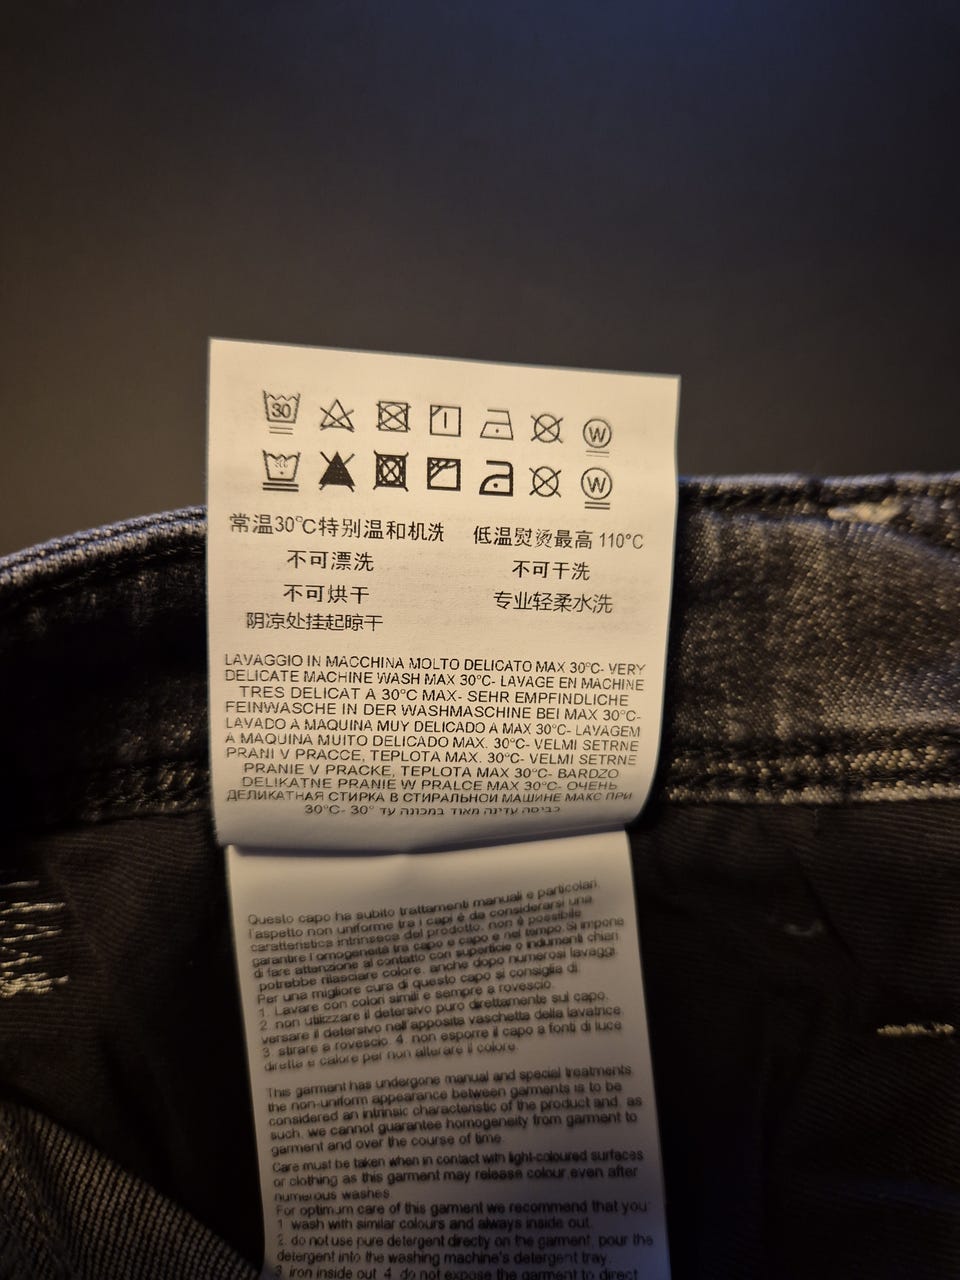 30
W
W
常温30°C特别温和机洗 低温熨烫最高 110°C
不可漂洗 不可干洗
不可烘干 专业轻柔水洗
阴凉处挂起晾干
LAVAGGIO IN MACCHINA MOLTO DELICATO MAX 30°C- VERY
DELICATE MACHINE WASH MAX 30°C- LAVAGE EN MACHINE
TRES DELICAT A 30°C MAX- SEHR EMPFINDLICHE
FEINWASCHE IN DER WASHMASCHINE BEI MAX 30°C-
LAVADO A MAQUINA MUY DELICADO A MAX 30°C- LAVAGEM
A MAQUINA MUITO DELICADO MAX. 30°C- VELMI SETRNE
PRANI V PRACCE, TEPLOTA MAX. 30°C- VELMI SETRNE
PRANIE V PRACKE, TEPLOTA MAX 30°C- BARDZO
DELIKATNE PRANIE W PRALCE MAX 30°C- ОЧЕНЬ
ДЕЛИКАТНАЯ СТИРКА В СТИРАЛЬНОЙ МАШИНЕ МАКС ПРИ
30°C- 30° כביסה עדינה מאוד במכונה עד
Questo capo ha subito trattamenti manuali e particolari,
l'aspetto non uniforme tra i capi é da considerarsi una
caratteristica intrinseca del prodotto, non é possibile
garantire l'omogeneità tra capo e capo e nel tempo. Si impone
di fare attenzione al contatto con superficie o indumenti chiari
potrebbe rilasciare colore, anche dopo numerosi lavaggi.
Per una migliore cura di questo capo si consiglia di:
1. Lavare con colori simili e sempre a rovescio.
2. non utilizzare il detersivo puro direttamente sul capo,
versare il detersivo nell'apposita vaschetta della lavatrice.
3. stirare a rovescio. 4. non esporre il capo a fonti di luce
diretta e calore per non alterare il colore.
This garment has undergone manual and special treatments,
the non-uniform appearance between garments is to be
considered an intrinsic characteristic of the product and, as
such, we cannot guarantee homogeneity from garment to
garment and over the course of time.
Care must be taken when in contact with light-coloured surfaces
or clothing as this garment may release colour even after
numerous washes.
For optimum care of this garment we recommend that you:
1. wash with similar colours and always inside out.
2. do not use pure detergent directly on the garment, pour the
detergent into the washing machine's detergent tray.
3. iron inside out. 4. do not expose the garment to direct